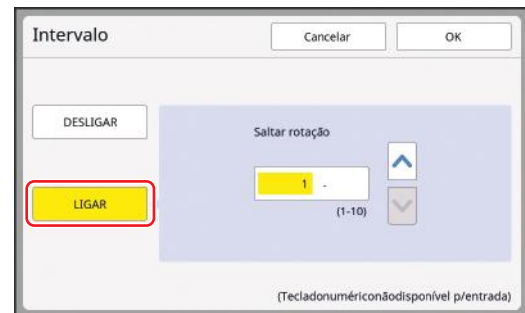 Intervalo
Cancelar
OK
DESLIGAR
Saltar rotação
1 -
LIGAR
(1-10)
(Tecladonumériconãodisponível p/entrada)